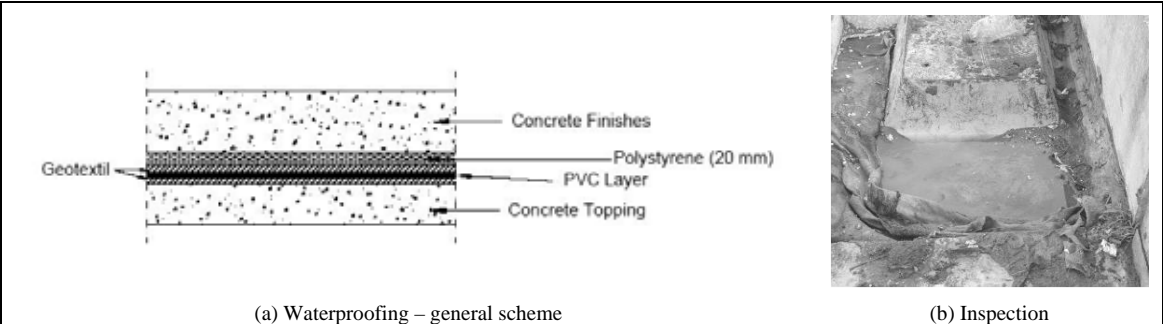 Concrete Finishes
Polystyrene (20 mm)
Geotextil
PVC Layer
Concrete Topping
(a) Waterproofing – general scheme
(b) Inspection